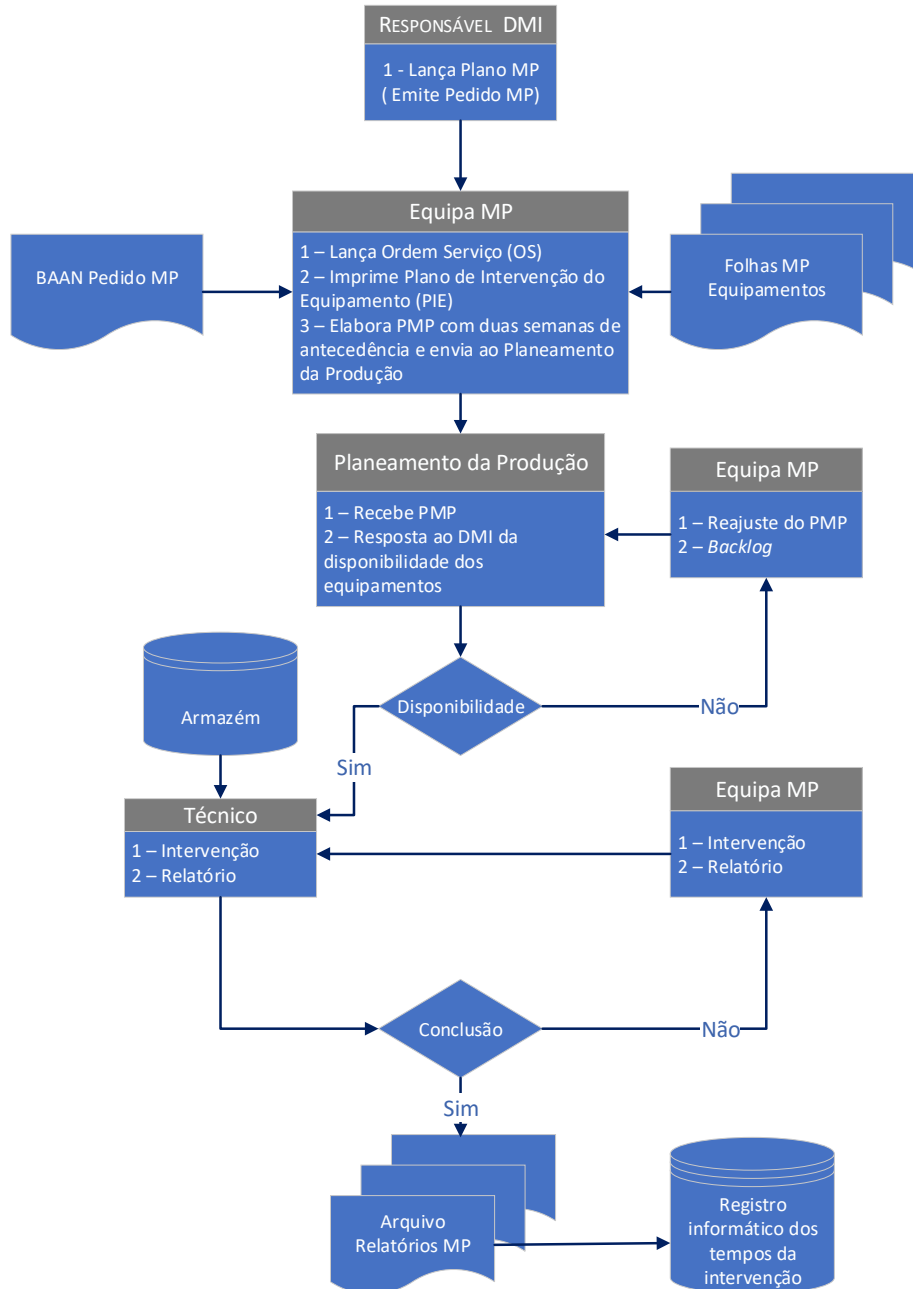 RESPONSÁVEL DMI
1 - Lança Plano MP
( Emite Pedido MP)
Equipa MP
1 – Lança Ordem Serviço (OS)
2 – Imprime Plano de Intervenção do
Equipamento (PIE)
3 – Elabora PMP com duas semanas de
antecedência e envia ao Planeamento
da Produção
BAAN Pedido MP
Folhas MP
Equipamentos
Planeamento da Produção
1 – Recebe PMP
2 – Resposta ao DMI da
disponibilidade dos
equipamentos
Equipa MP
1 – Reajuste do PMP
2 – Backlog
Disponibilidade
Não
Sim
Armazém
Técnico
1 – Intervenção
2 – Relatório
Equipa MP
1 – Intervenção
2 – Relatório
Conclusão
Não
Sim
Arquivo
Relatórios MP
Registro
informático dos
tempos da
intervenção